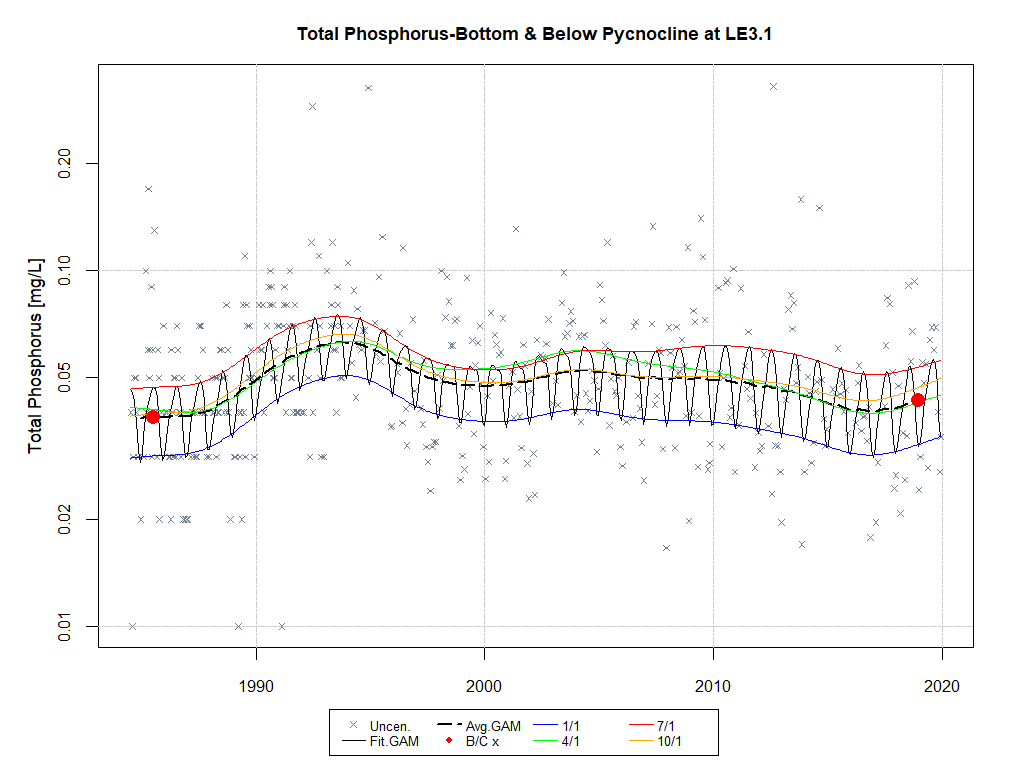 Total Phosphorus-Bottom & Below Pycnocline at LE3.1
Total Phosphorus [mg/L]
0.20
0.10
0.05
0.02
0.01
1990 2000 2010 2020
Uncen. Avg.GAM 1/1 7/1
Fit.GAM B/C x 4/1 10/1